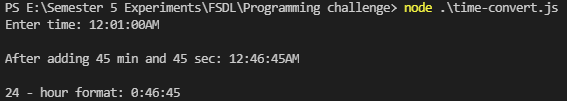 PS E:\Semester 5 Experiments\FSDL\Programming challenge> node .\time-convert.js
Enter time: 12:01:00AM
After adding 45 min and 45 sec: 12:46:45AM
24 - hour format: 0:46:45